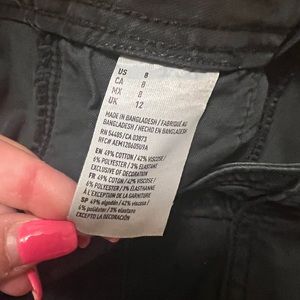 US 8
CA 8
MX 8
UK 12
MADE IN BANGLADESH / FABRIQUÉ AU
BANGLADESH / HECHO EN BANGLADESH
RN 54485/CA 03973
RFC# AEM120605UYA
EN 49% COTTON / 42% VISCOSE /
6% POLYESTER / 3% ELASTANE
EXCLUSIVE OF DECORATION
FR 49% COTON / 42% VISCOSE /
6% POLYESTER / 3% ÉLASTHANNE
À L'EXCEPTION DE LA GARNITURE
SP 49% algodón / 42% viscosa /
6% poliéster / 3% elastano
EXCEPTO LA DECORACIÓN